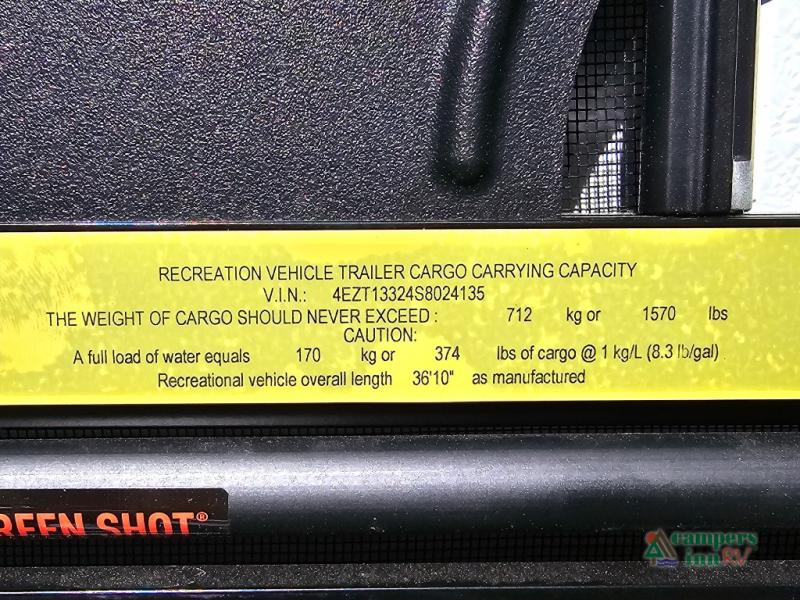 RECREATION VEHICLE TRAILER CARGO CARRYING CAPACITY
V.I.N.: 4EZT13324S8024135
THE WEIGHT OF CARGO SHOULD NEVER EXCEED : 712 kg or 1570 lbs
CAUTION:
A full load of water equals 170 kg or 374 lbs of cargo @ 1 kg/L (8.3 lb/gal)
Recreational vehicle overall length 36'10" as manufactured
REEN SHOT®
campers
inn RV